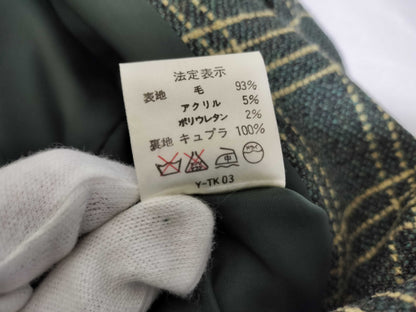 法定表示
表地 毛 93%
アクリル 5%
ポリウレタン 2%
裏地 キュプラ 100%
中
Y-TK 03